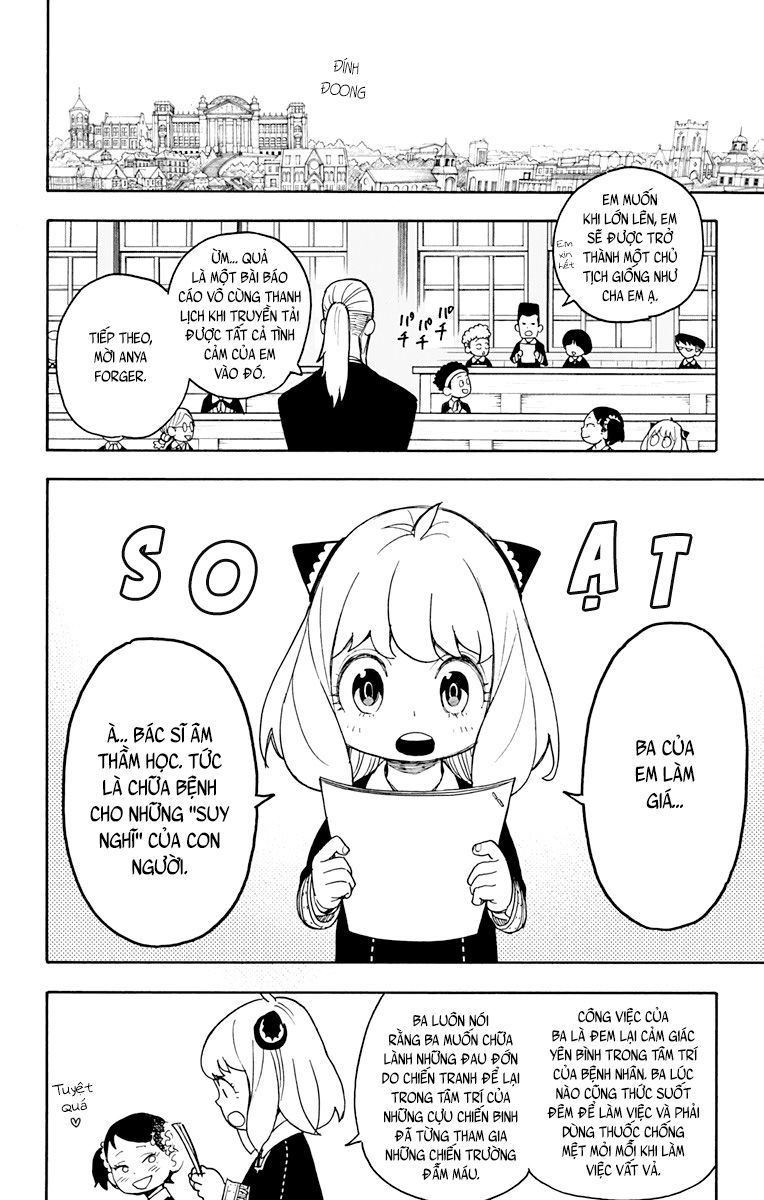 ĐÍNH
ĐOONG
EM MUỐN
KHI LỚN LÊN, EM
SẼ ĐƯỢC TRỞ
THÀNH MỘT CHỦ
TỊCH GIỐNG NHƯ
CHA EM Ạ.
Em
xin
hết
パチ
パチ
パチ
ỪM... QUẢ
LÀ MỘT BÀI BÁO
CÁO VÔ CÙNG THANH
LỊCH KHI TRUYỀN TẢI
ĐƯỢC TẤT CẢ TÌNH
CẢM CỦA EM
VÀO ĐÓ.
TIẾP THEO,
MỜI ANYA
FORGER.
SOẠT
BA CỦA
EM LÀM
GIÁ...
À... BÁC SĨ ÂM
THẦM HỌC. TỨC
LÀ CHỮA BỆNH
CHO NHỮNG "SUY
NGHĨ" CỦA CON
NGƯỜI.
CÔNG VIỆC CỦA
BA LÀ ĐEM LẠI CẢM GIÁC
YÊN BÌNH TRONG TÂM TRÍ
CỦA BỆNH NHÂN. BA LÚC
NÀO CŨNG THỨC SUỐT
ĐÊM ĐỂ LÀM VIỆC VÀ PHẢI
DÙNG THUỐC CHỐNG
MỆT MỎI MỖI KHI LÀM
VIỆC VẤT VẢ.
BA LUÔN NÓI
RẰNG BA MUỐN CHỮA
LÀNH NHỮNG ĐAU ĐỚN
DO CHIẾN TRANH ĐỂ LẠI
TRONG TÂM TRÍ CỦA
NHỮNG CỰU CHIẾN BINH
ĐÃ TỪNG THAM GIA
NHỮNG CHIẾN TRƯỜNG
ĐẪM MÁU.
Tuyệt
quá
♡